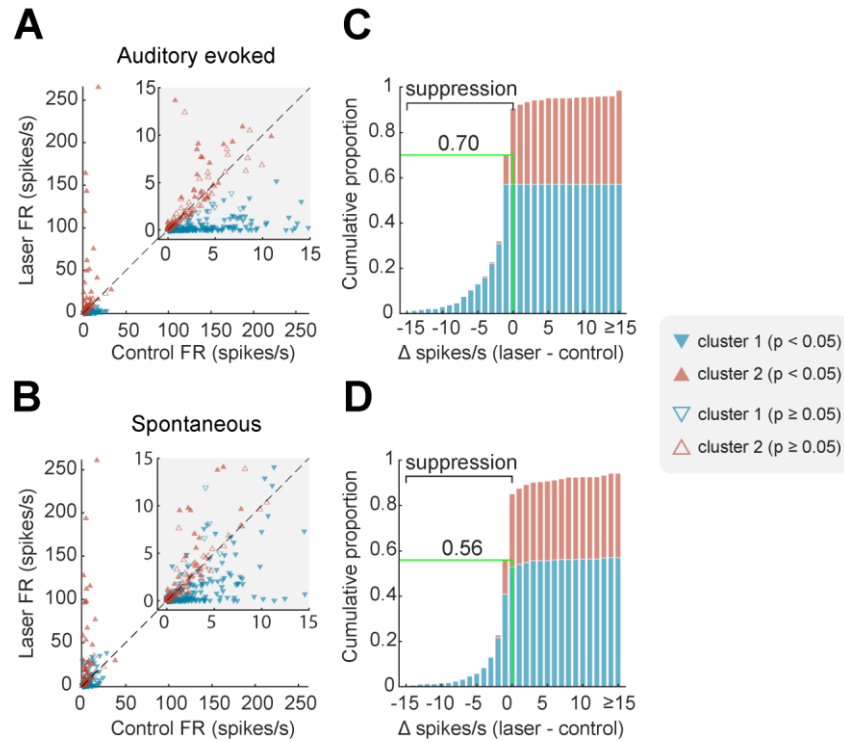 A
Auditory evoked
Laser FR (spikes/s)
250
200
150
100
50
0
15
10
5
0
0 5 10 15
0 50 100 150 200 250
Control FR (spikes/s)
C
Cumulative proportion
1
0.8
0.6
0.4
0.2
0
suppression
0.70
-15 -10 -5 0 5 10 ≥15
Δ spikes/s (laser - control)
B
Spontaneous
Laser FR (spikes/s)
250
200
150
100
50
0
15
10
5
0
0 5 10 15
0 50 100 150 200 250
Control FR (spikes/s)
D
Cumulative proportion
1
0.8
0.6
0.4
0.2
0
suppression
0.56
-15 -10 -5 0 5 10 ≥15
Δ spikes/s (laser - control)
cluster 1 (p < 0.05)
cluster 2 (p < 0.05)
cluster 1 (p ≥ 0.05)
cluster 2 (p ≥ 0.05)